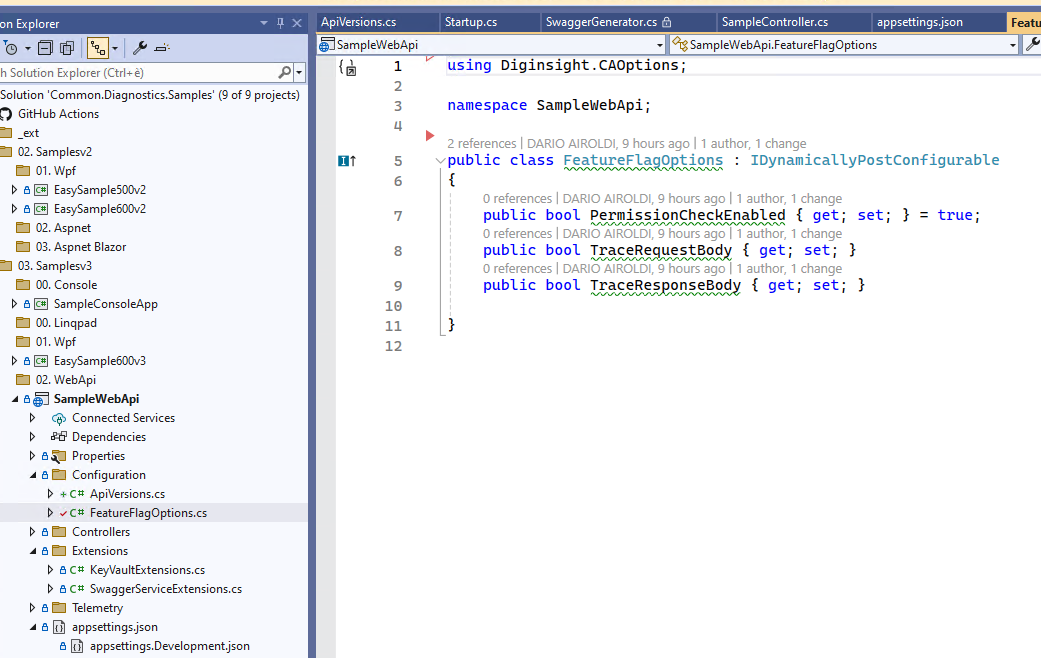 on Explorer
h Solution Explorer (Ctrl+è)
Solution 'Common.Diagnostics.Samples' (9 of 9 projects)
GitHub Actions
_ext
02. Samplesv2
01. Wpf
EasySample500v2
EasySample600v2
02. Aspnet
03. Aspnet Blazor
03. Samplesv3
00. Console
SampleConsoleApp
00. Linqpad
01. Wpf
EasySample600v3
02. WebApi
SampleWebApi
Connected Services
Dependencies
Properties
Configuration
ApiVersions.cs
FeatureFlagOptions.cs
Controllers
Extensions
KeyVaultExtensions.cs
SwaggerServiceExtensions.cs
Telemetry
appsettings.json
appsettings.Development.json
ApiVersions.cs Startup.cs SwaggerGenerator.cs SampleController.cs appsettings.json Featu
SampleWebApi SampleWebApi.FeatureFlagOptions
1 using Diginsight.CAOptions;
2
3 namespace SampleWebApi;
4
2 references | DARIO AIROLDI, 9 hours ago | 1 author, 1 change
5 public class FeatureFlagOptions : IDynamicallyPostConfigurable
6 {
0 references | DARIO AIROLDI, 9 hours ago | 1 author, 1 change
7 public bool PermissionCheckEnabled { get; set; } = true;
0 references | DARIO AIROLDI, 9 hours ago | 1 author, 1 change
8 public bool TraceRequestBody { get; set; }
0 references | DARIO AIROLDI, 9 hours ago | 1 author, 1 change
9 public bool TraceResponseBody { get; set; }
10
11 }
12